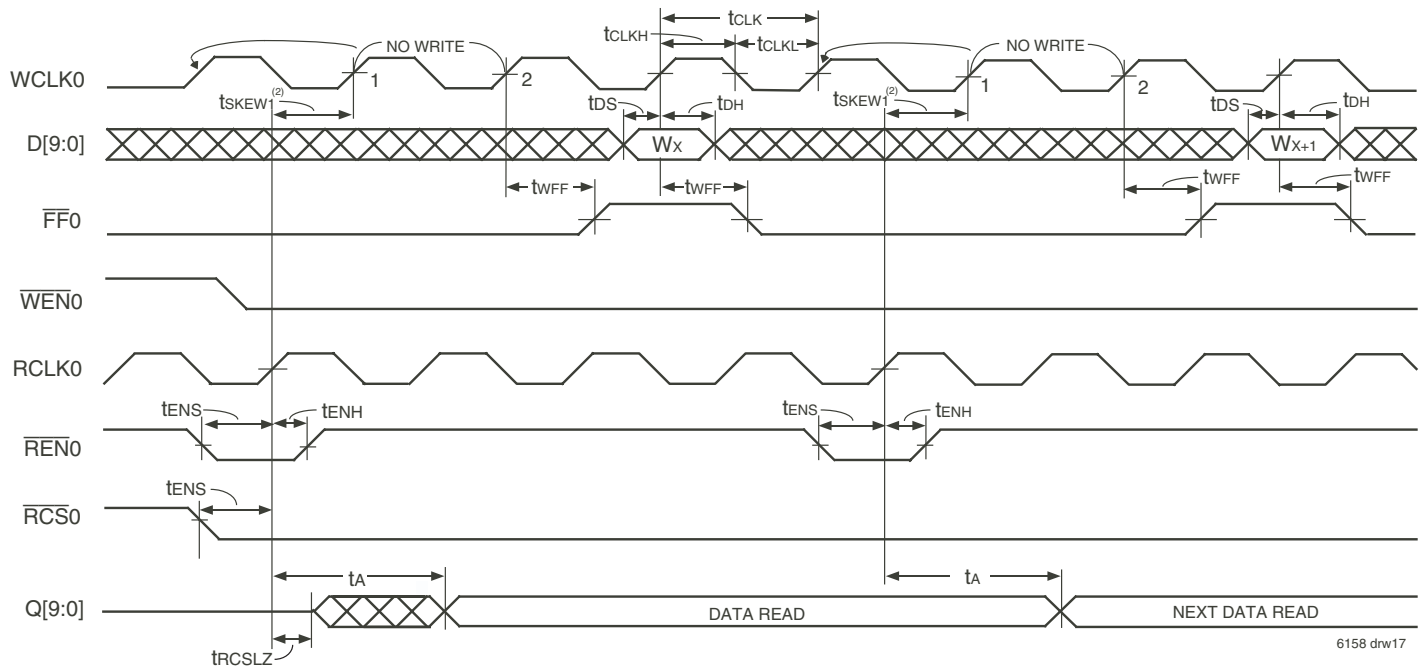 tCLK
tCLKH
tCLKL
NO WRITE
NO WRITE
WCLK0
1
2
1
2
tSKEW1(2)
tDS
tDH
tSKEW1(2)
tDS
tDH
D[9:0]
WX
WX+1
tWFF
tWFF
tWFF
tWFF
FF0
WEN0
RCLK0
tENS
tENH
tENS
tENH
REN0
tENS
RCS0
tA
tA
Q[9:0]
DATA READ
NEXT DATA READ
tRCSLZ
6158 drw17